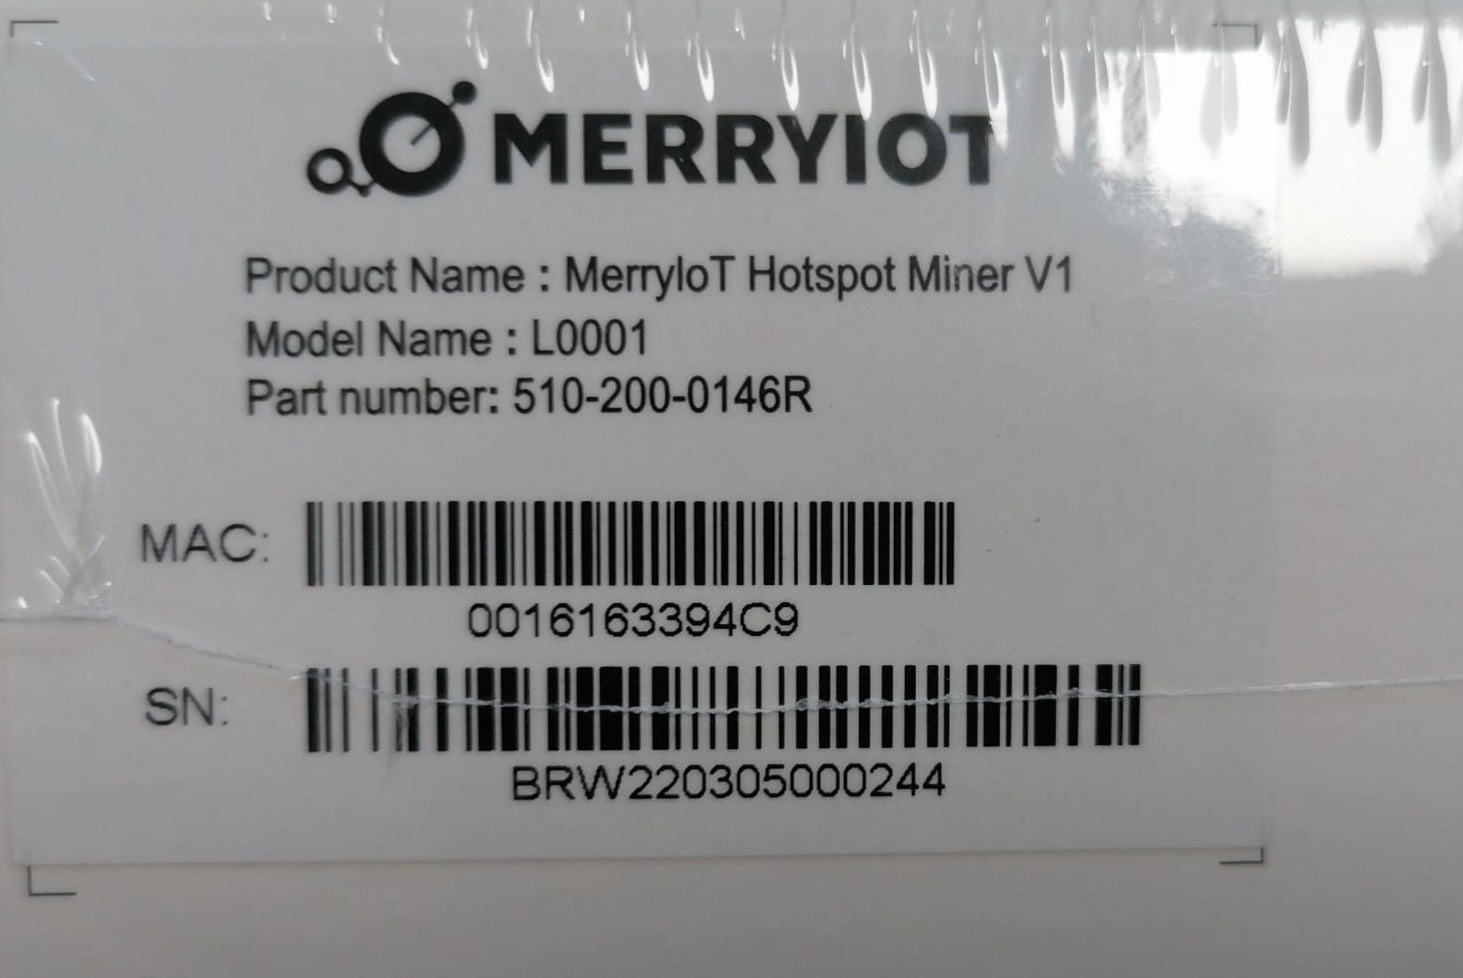 MERRYIOT
Product Name : MerryIoT Hotspot Miner V1
Model Name : L0001
Part number: 510-200-0146R
MAC:
0016163394C9
SN:
BRW220305000244